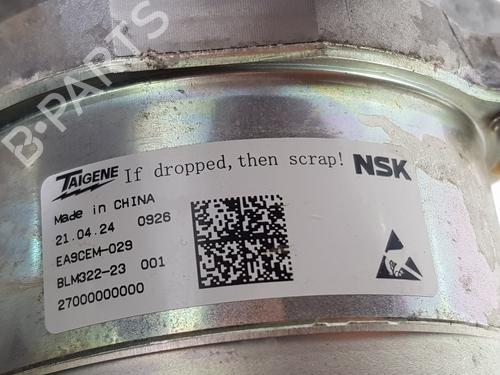 B-PARTS
TAIGENE If dropped, then scrap! NSK
Made in CHINA
21.04.24 0926
EA9CEM-029
BLM322-23 001
27000000000